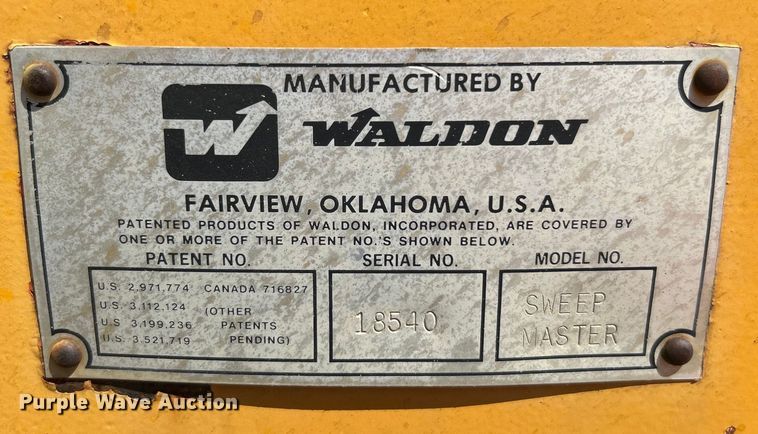 MANUFACTURED BY
W WALDON
FAIRVIEW, OKLAHOMA, U.S.A.
PATENTED PRODUCTS OF WALDON, INCORPORATED, ARE COVERED BY
ONE OR MORE OF THE PATENT NO.'S SHOWN BELOW.
PATENT NO. SERIAL NO. MODEL NO.
U.S. 2,971,774 CANADA 716827
U.S. 3,112,124 (OTHER
U.S. 3,199,236 PATENTS
U.S. 3,521,719 PENDING)
18540
SWEEP
MASTER
Purple Wave Auction